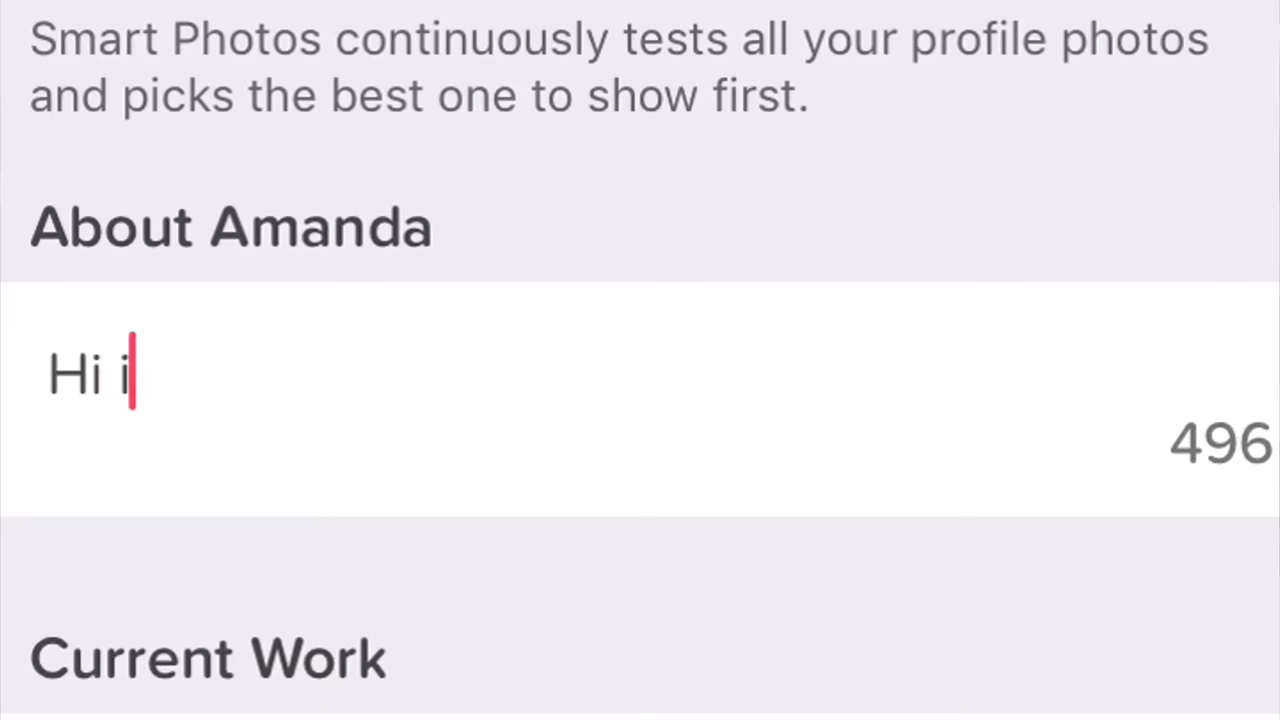 Smart Photos continuously tests all your profile photos
and picks the best one to show first.
About Amanda
Hi i
496
Current Work